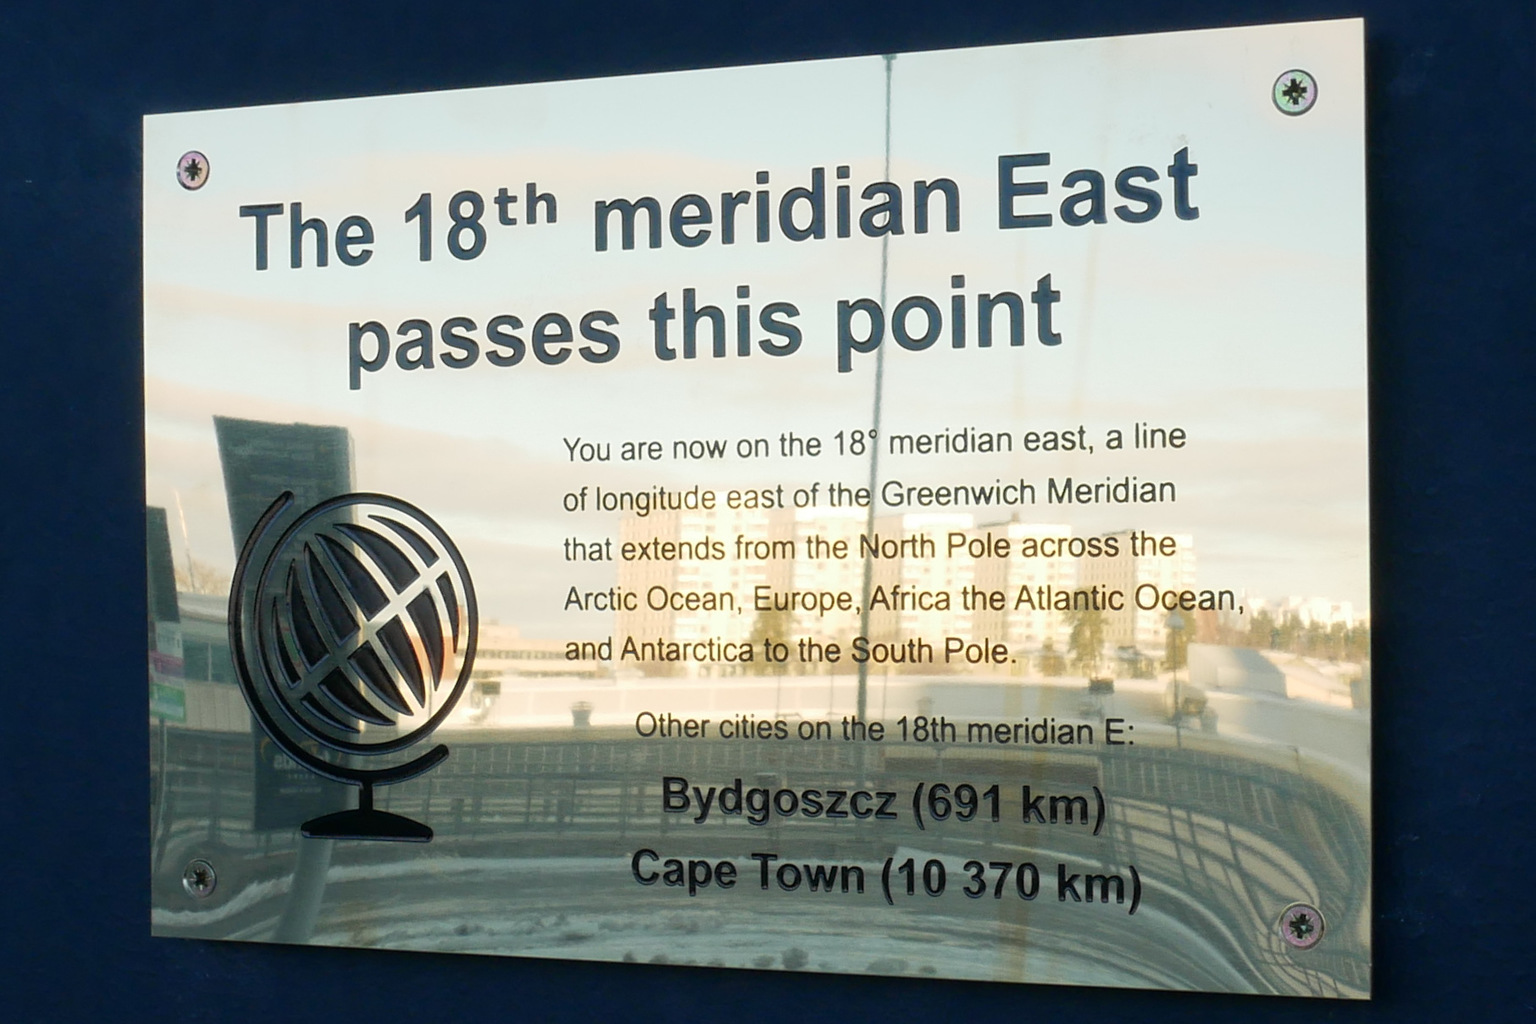 The 18th meridian East
passes this point
You are now on the 18° meridian east, a line
of longitude east of the Greenwich Meridian
that extends from the North Pole across the
Arctic Ocean, Europe, Africa the Atlantic Ocean,
and Antarctica to the South Pole.
Other cities on the 18th meridian E:
Bydgoszcz (691 km)
Cape Town (10 370 km)